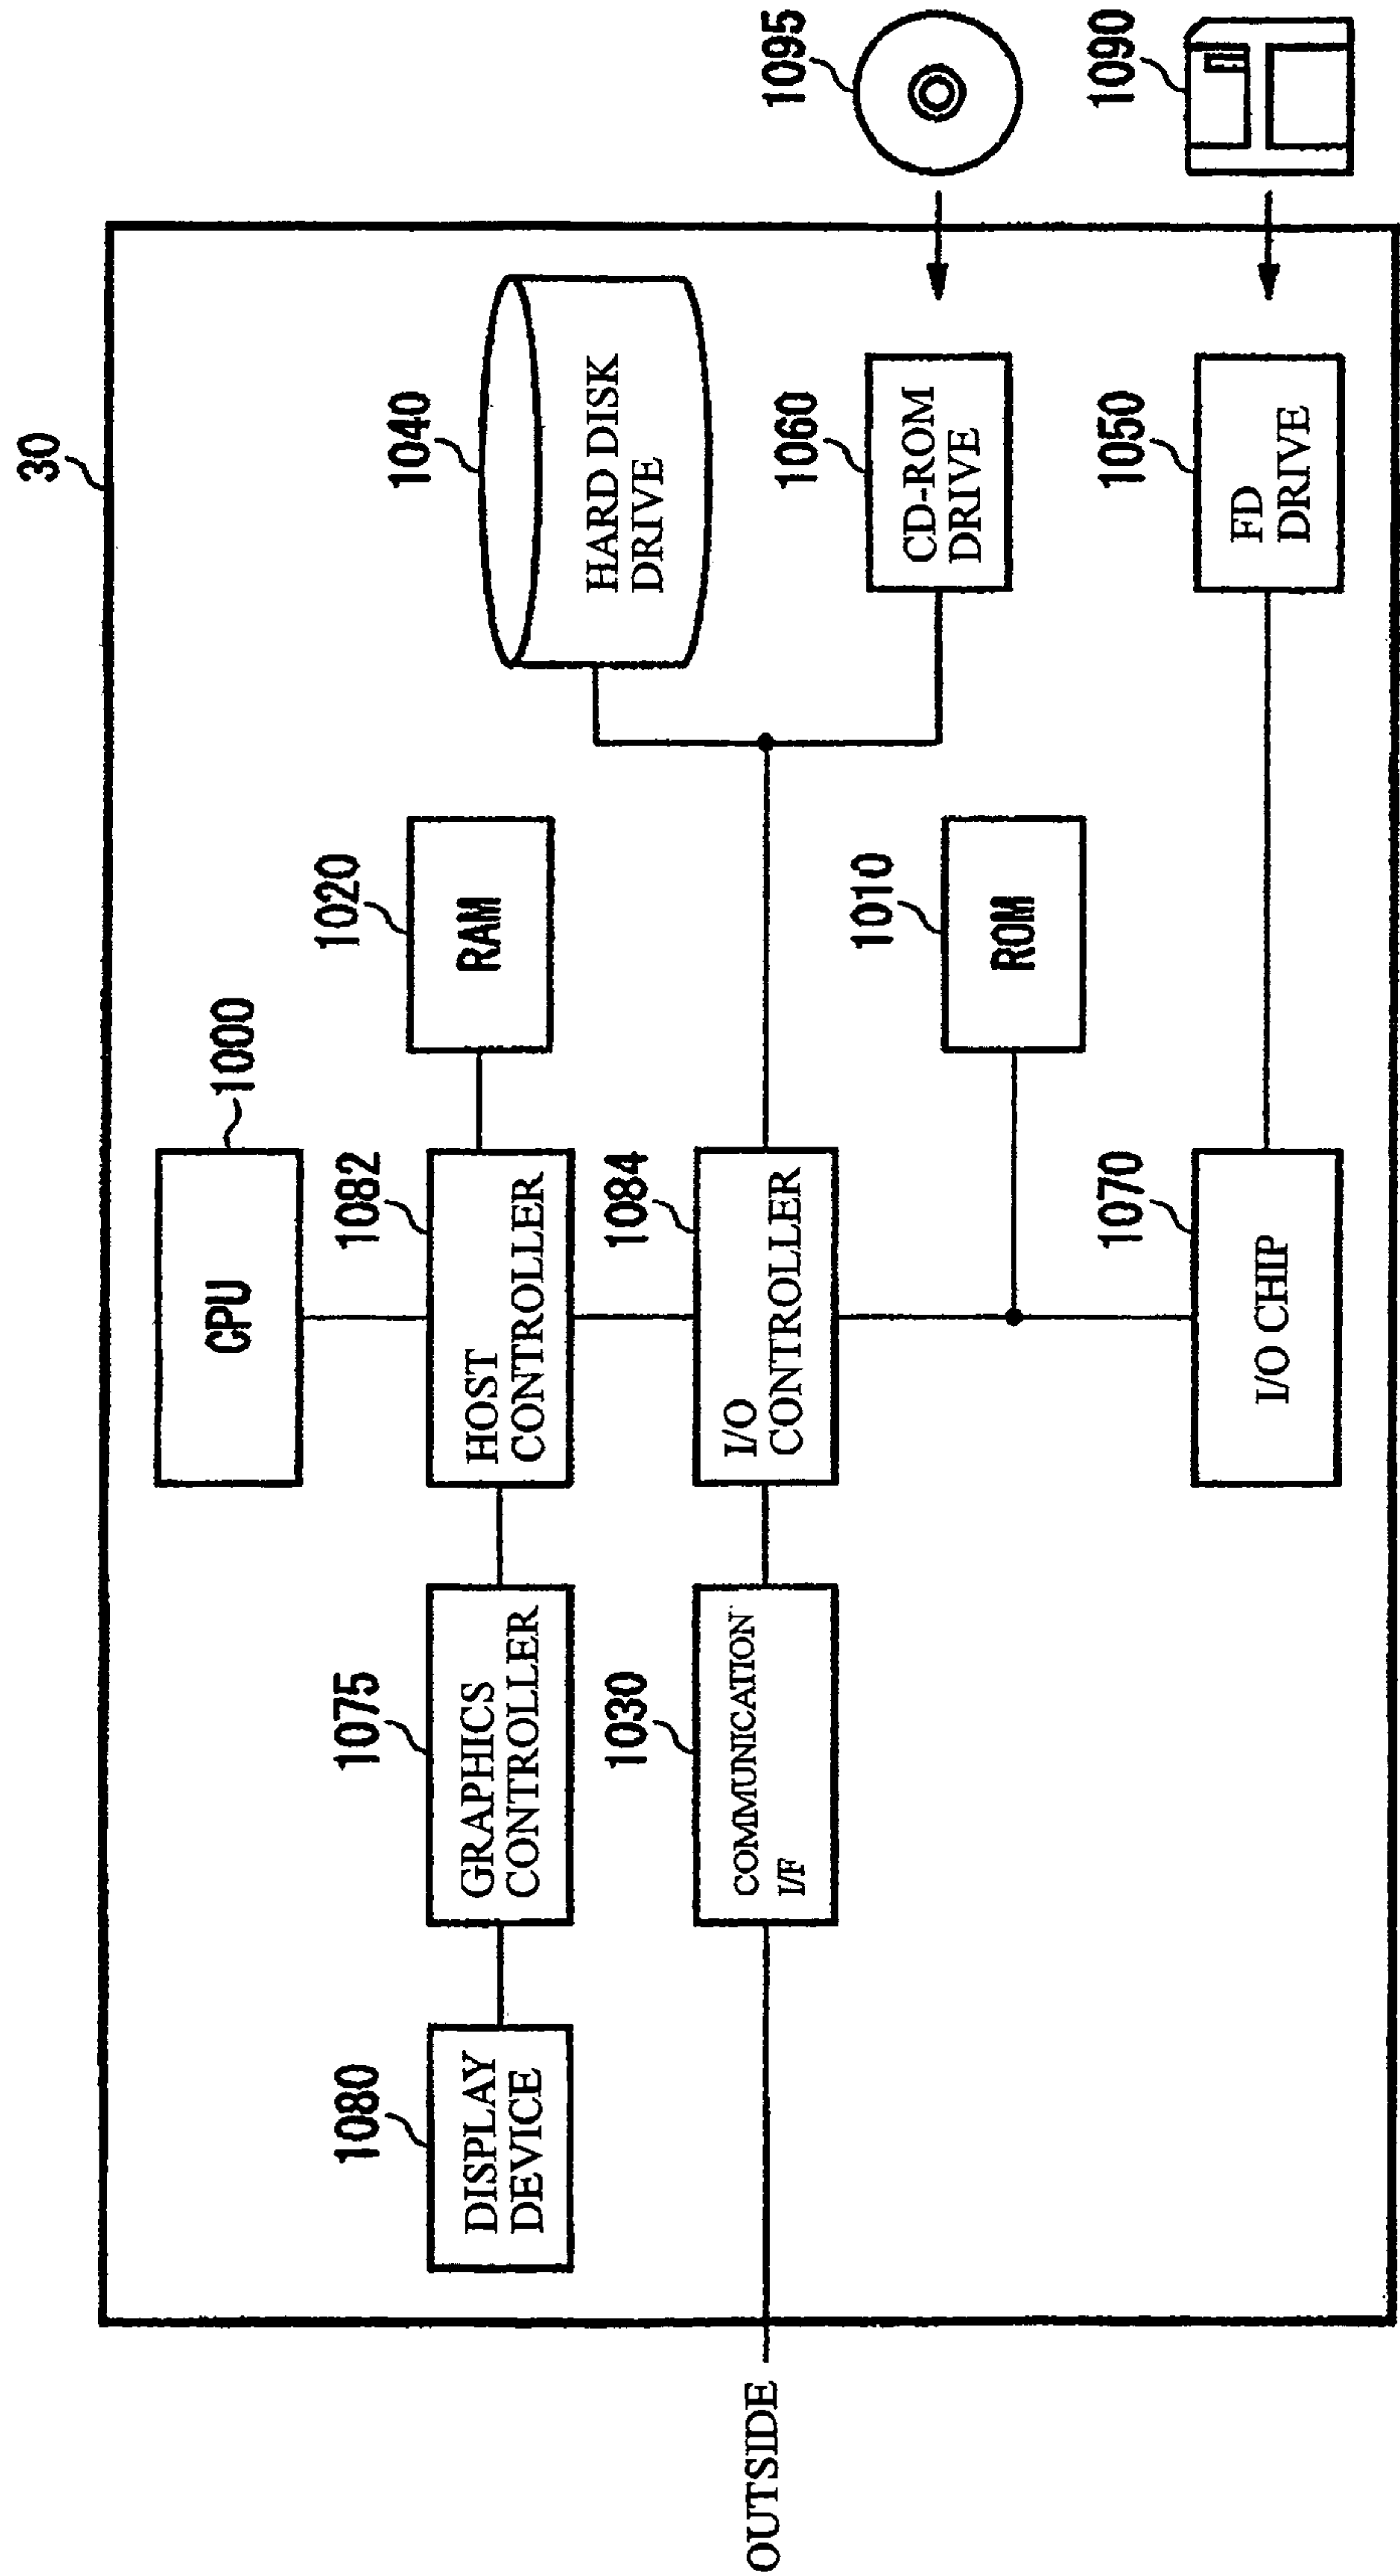 30
CPU
1000
1080
DISPLAY
DEVICE
1075
GRAPHICS
CONTROLLER
1082
HOST
CONTROLLER
1020
RAM
1040
HARD DISK
DRIVE
OUTSIDE
1030
COMMUNICATION
I/F
1084
I/O
CONTROLLER
1010
ROM
1060
CD-ROM
DRIVE
1095
1070
I/O CHIP
1050
FD
DRIVE
1090